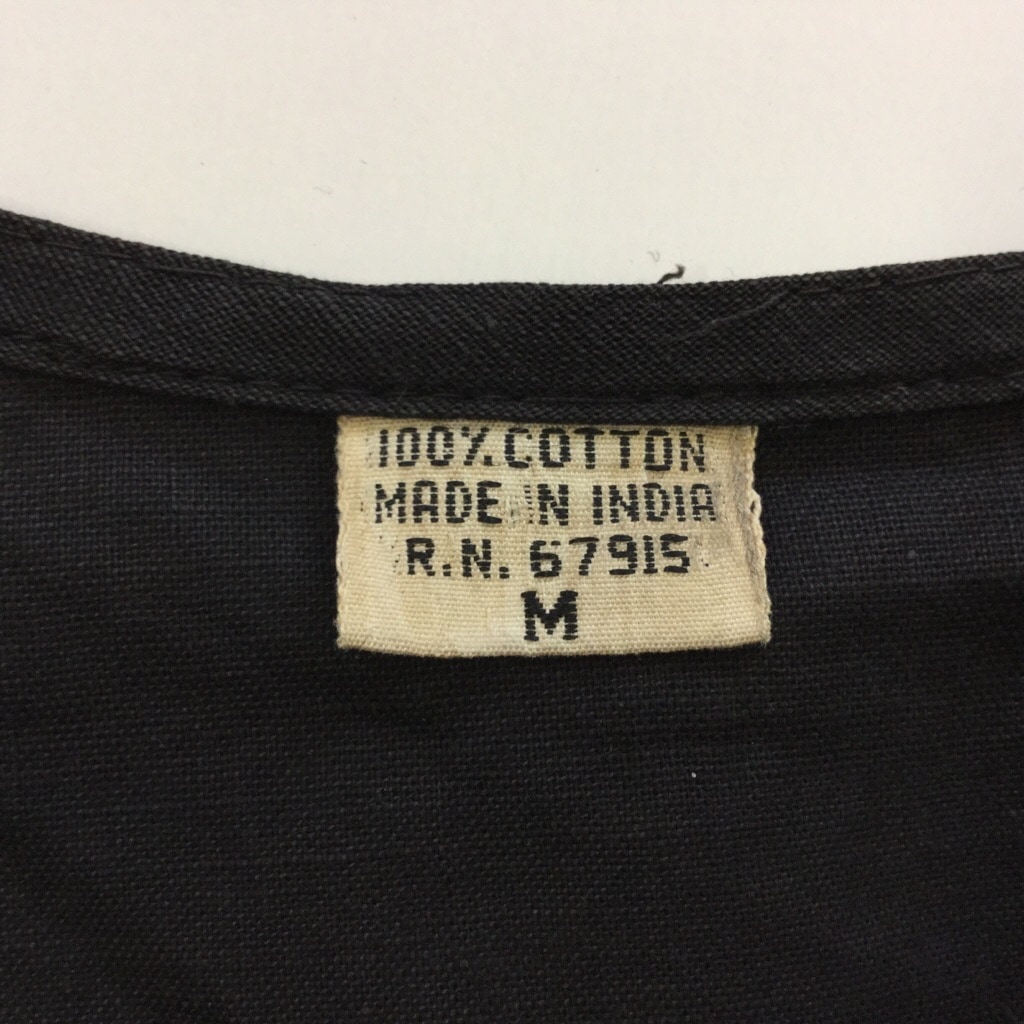 100% COTTON
MADE IN INDIA
R.N. 67915
M